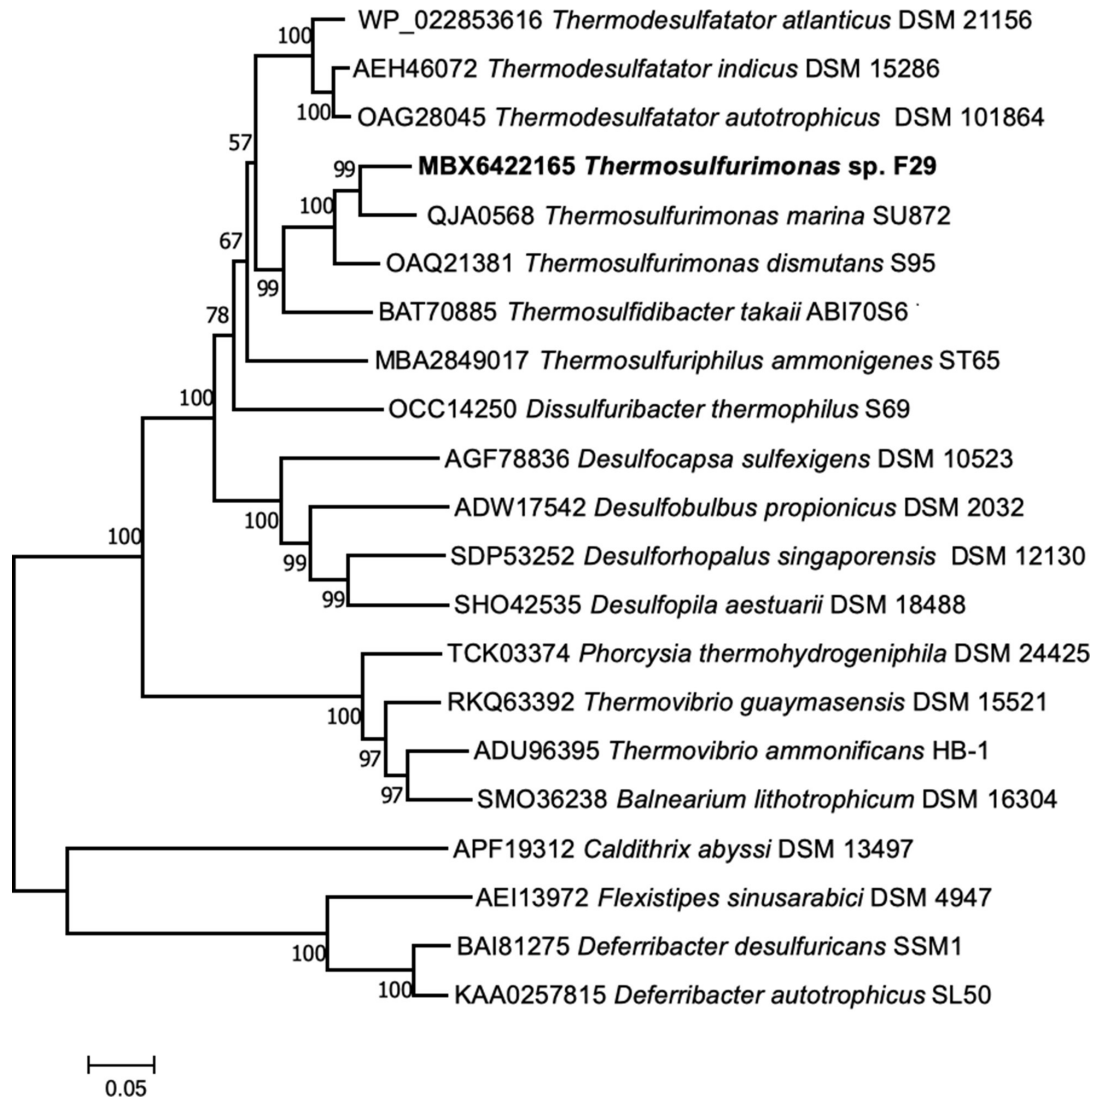 WP_022853616 Thermodesulfatator atlanticus DSM 21156
100
AEH46072 Thermodesulfatator indicus DSM 15286
100
OAG28045 Thermodesulfatator autotrophicus DSM 101864
57
99
MBX6422165 Thermosulfurimonas sp. F29
100
QJA0568 Thermosulfurimonas marina SU872
67
OAQ21381 Thermosulfurimonas dismutans S95
99
BAT70885 Thermosulfidibacter takaii ABI70S6
78
MBA2849017 Thermosulfuriphilus ammonigenes ST65
100
OCC14250 Dissulfuribacter thermophilus S69
AGF78836 Desulfocapsa sulfexigens DSM 10523
100
ADW17542 Desulfobulbus propionicus DSM 2032
100
99
SDP53252 Desulforhopalus singaporensis DSM 12130
99
SHO42535 Desulfopila aestuarii DSM 18488
TCK03374 Phorcysia thermohydrogeniphila DSM 24425
100
RKQ63392 Thermovibrio guaymasensis DSM 15521
97
ADU96395 Thermovibrio ammonificans HB-1
97
SMO36238 Balnearium lithotrophicum DSM 16304
APF19312 Caldithrix abyssi DSM 13497
AEI13972 Flexistipes sinusarabici DSM 4947
100
BAI81275 Deferribacter desulfuricans SSM1
100
KAA0257815 Deferribacter autotrophicus SL50
0.05